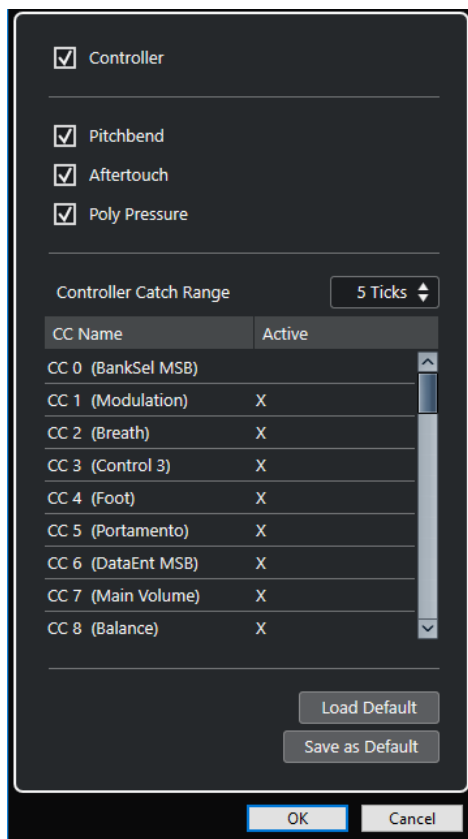 Controller
Pitchbend
Aftertouch
Poly Pressure
Controller Catch Range 5 Ticks
CC Name Active
CC 0 (BankSel MSB)
CC 1 (Modulation) X
CC 2 (Breath) X
CC 3 (Control 3) X
CC 4 (Foot) X
CC 5 (Portamento) X
CC 6 (DataEnt MSB) X
CC 7 (Main Volume) X
CC 8 (Balance) X
Load Default
Save as Default
OK Cancel